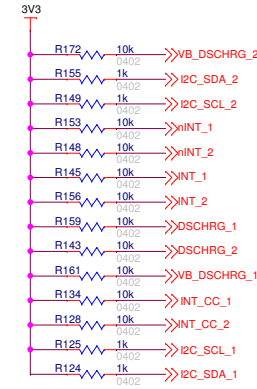 3V3
R172 10k VB_DSCHRG_2
0402
R155 1k I2C_SDA_2
0402
R149 1k I2C_SCL_2
0402
R153 10k nINT_1
0402
R148 10k nINT_2
0402
R145 10k INT_1
0402
R156 10k INT_2
0402
R159 10k DSCHRG_1
0402
R143 10k DSCHRG_2
0402
R161 10k VB_DSCHRG_1
0402
R134 10k INT_CC_1
0402
R128 10k INT_CC_2
0402
R125 1k I2C_SCL_1
0402
R124 1k I2C_SDA_1
0402